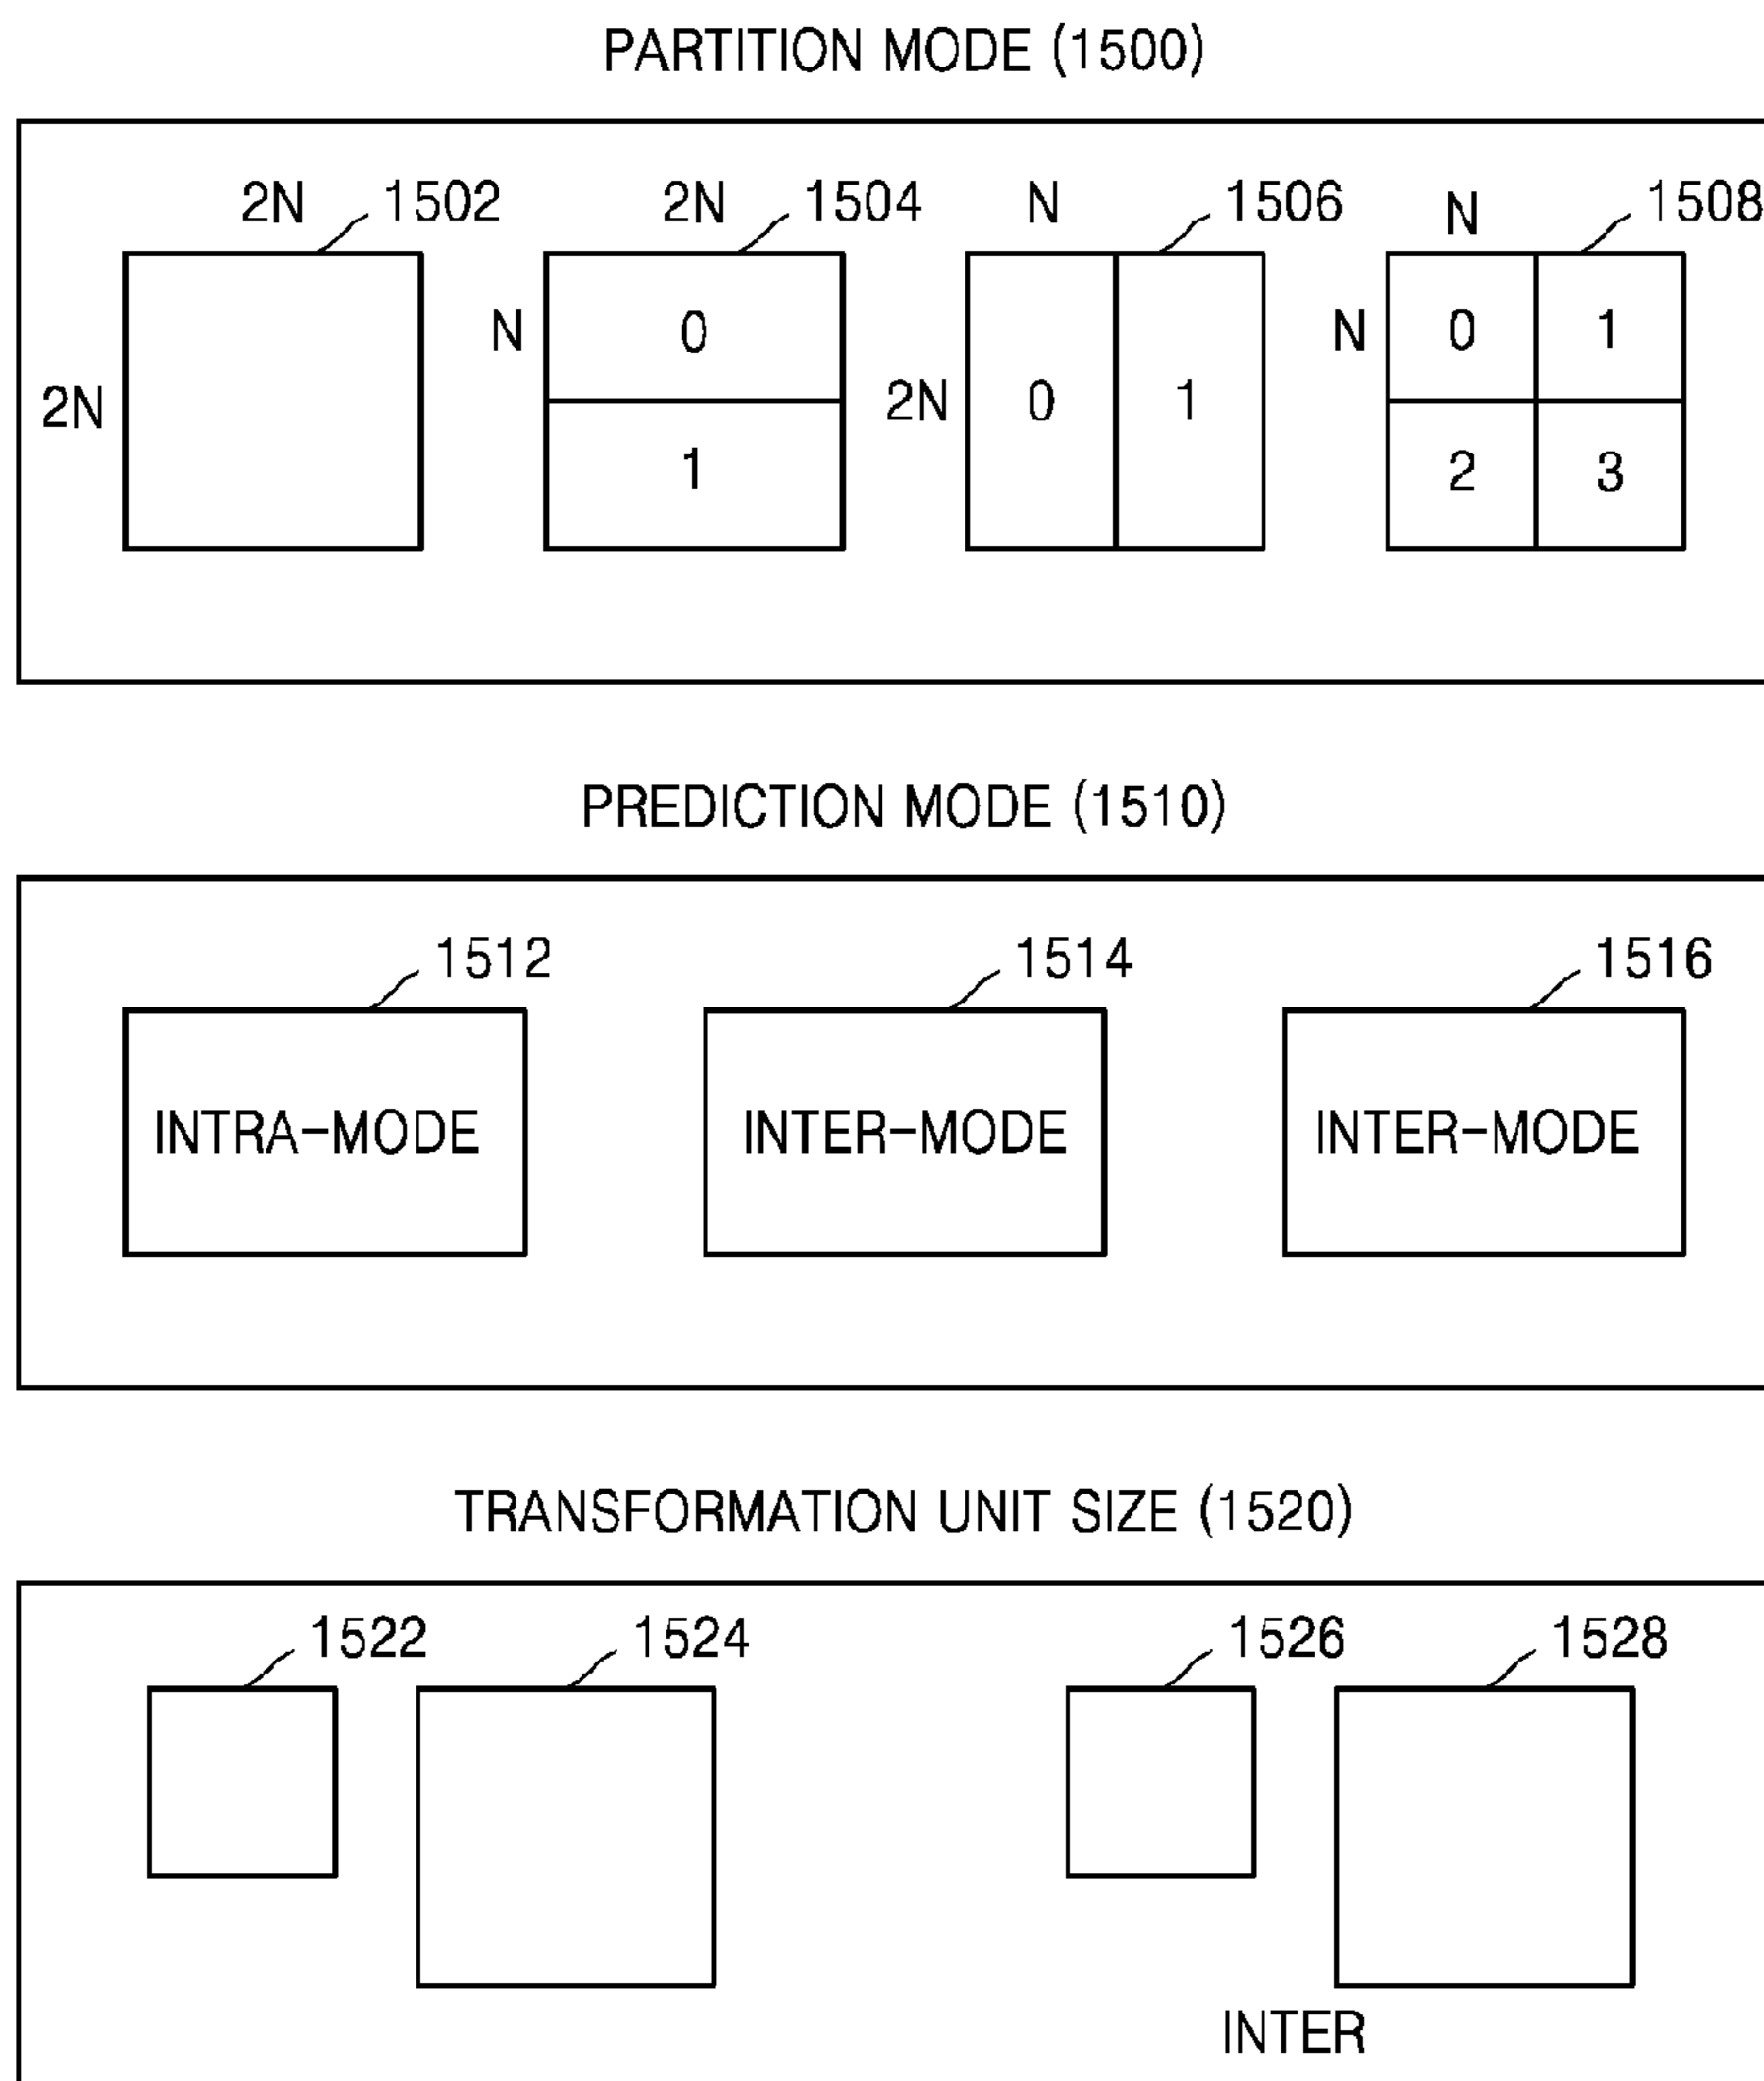 PARTITION MODE (1500)
2N 1502 2N 1504 N 1506 N 1508
N 0 N 0 1
2N 2N 0 1
1 2 3
PREDICTION MODE (1510)
1512 1514 1516
INTRA-MODE INTER-MODE INTER-MODE
TRANSFORMATION UNIT SIZE (1520)
1522 1524 1526 1528
INTER